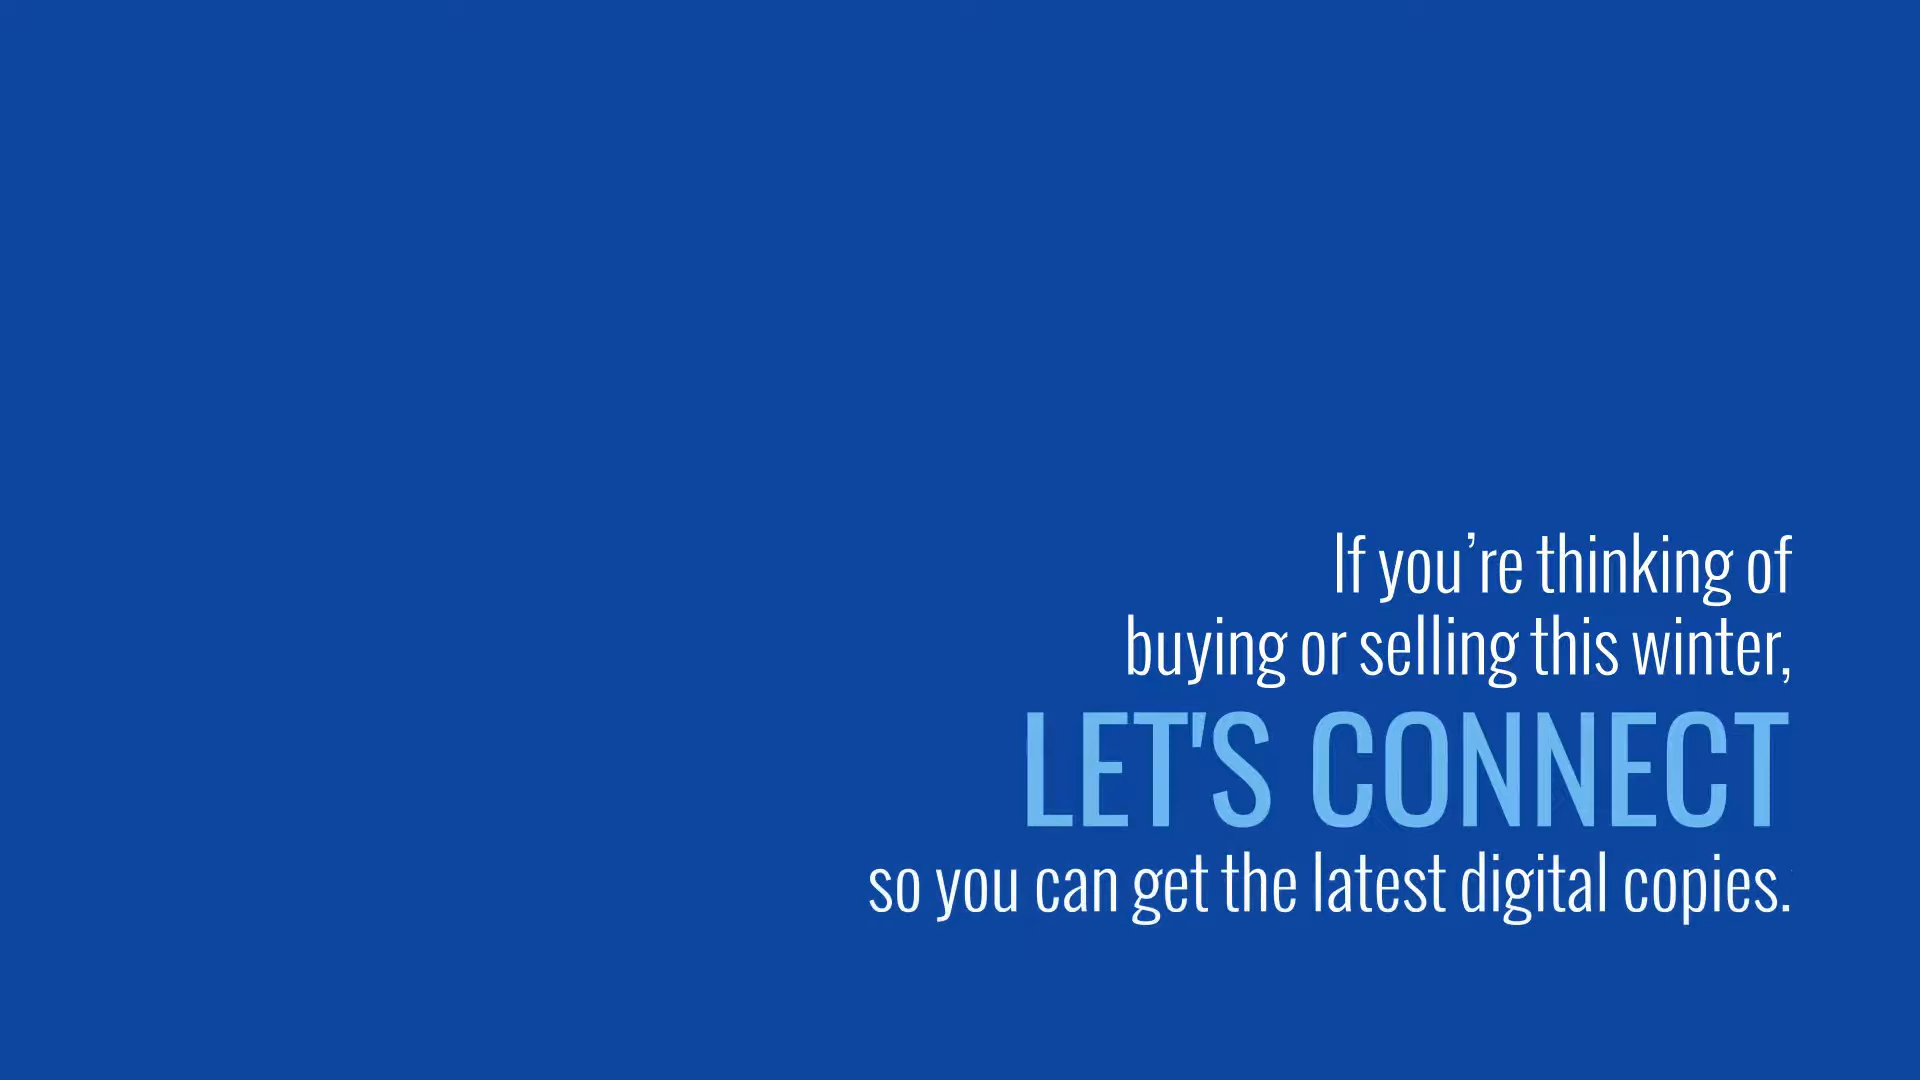 If you’re thinking of
buying or selling this winter,
LET'S CONNECT
so you can get the latest digital copies.